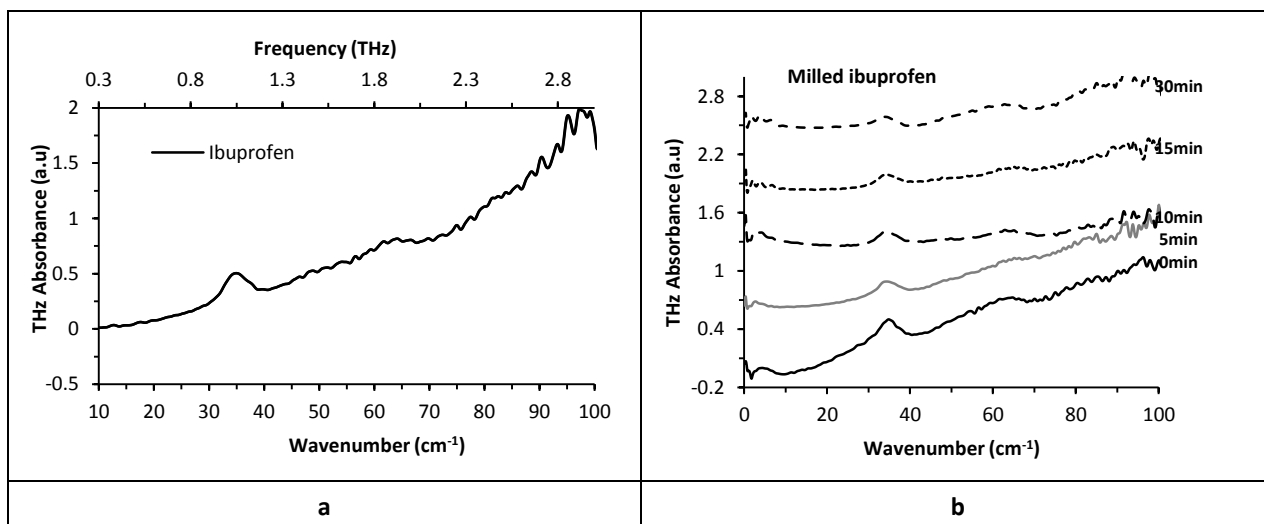 Frequency (THz)
0.3 0.8 1.3 1.8 2.3 2.8
2
1.5
1
0.5
0
-0.5
THz Absorbance (a.u)
Ibuprofen
10 20 30 40 50 60 70 80 90 100
Wavenumber (cm-1)
a
Milled ibuprofen
2.8
2.2
1.6
1
0.4
-0.2
THz Absorbance (a.u)
30min
15min
10min
5min
0min
0 20 40 60 80 100
Wavenumber (cm-1)
b